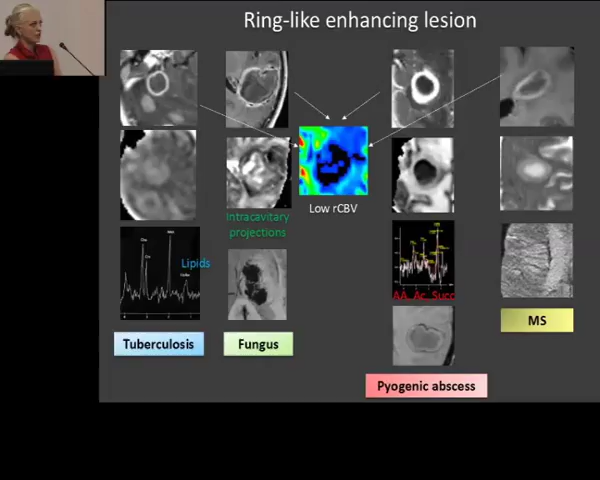 Ring-like enhancing lesion
Low rCBV
Intracavitary
projections
Lipids
AA, Ac, Succ
MS
Tuberculosis
Fungus
Pyogenic abscess